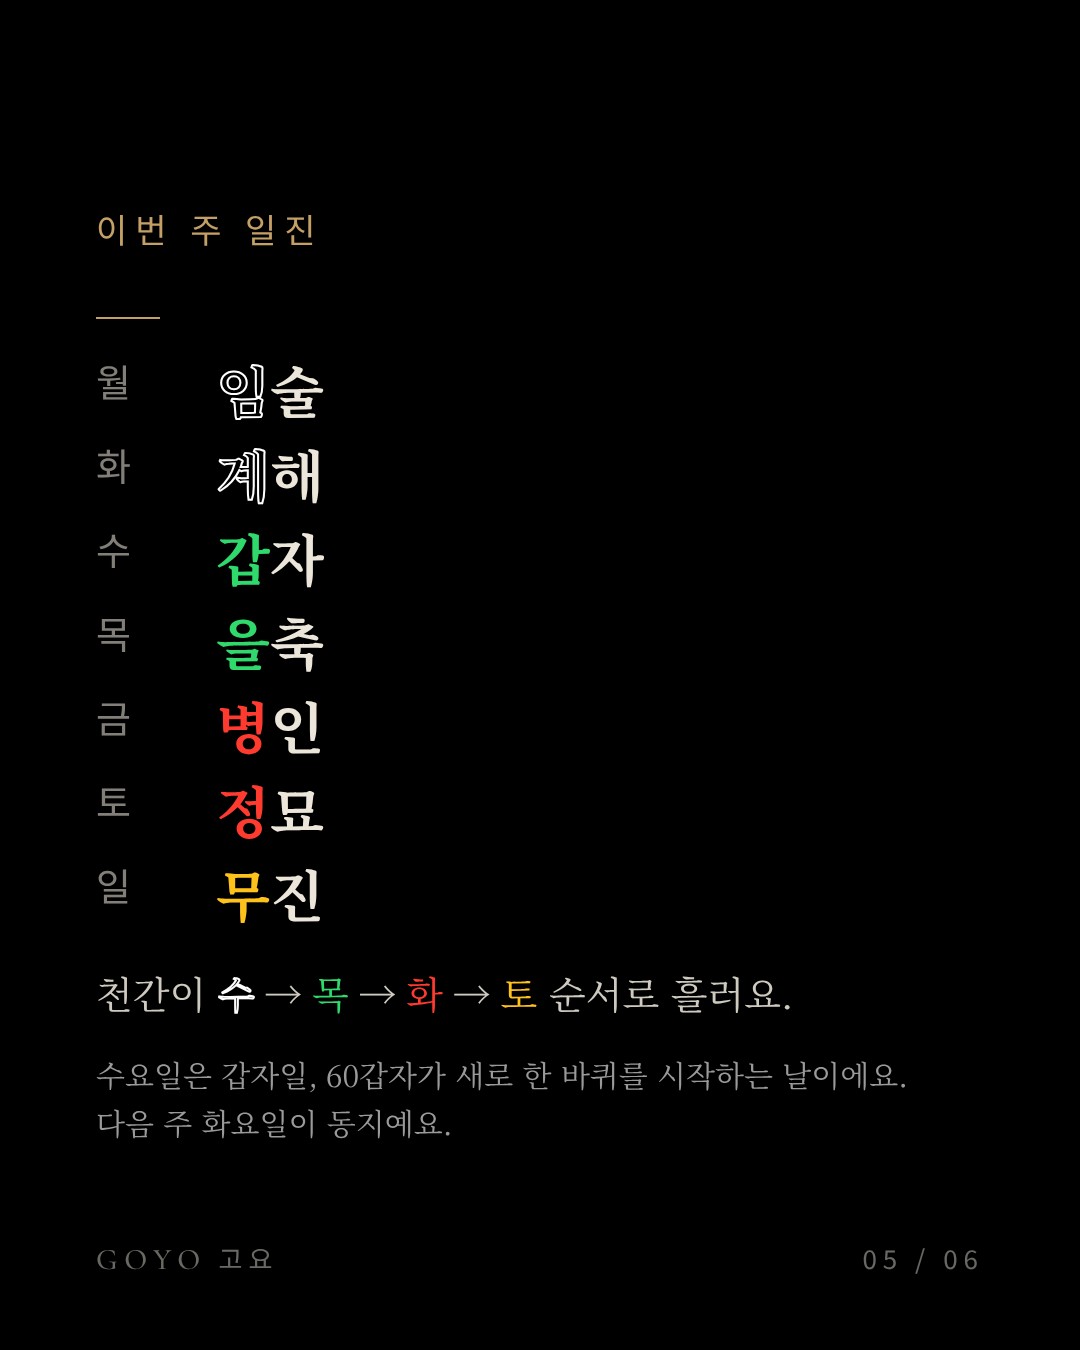 이번 주 일진
월 임술
화 계해
수 갑자
목 을축
금 병인
토 정묘
일 무진
천간이 수 → 목 → 화 → 토 순서로 흘러요.
수요일은 갑자일, 60갑자가 새로 한 바퀴를 시작하는 날이에요.
다음 주 화요일이 동지예요.
GOYO 고요
05 / 06